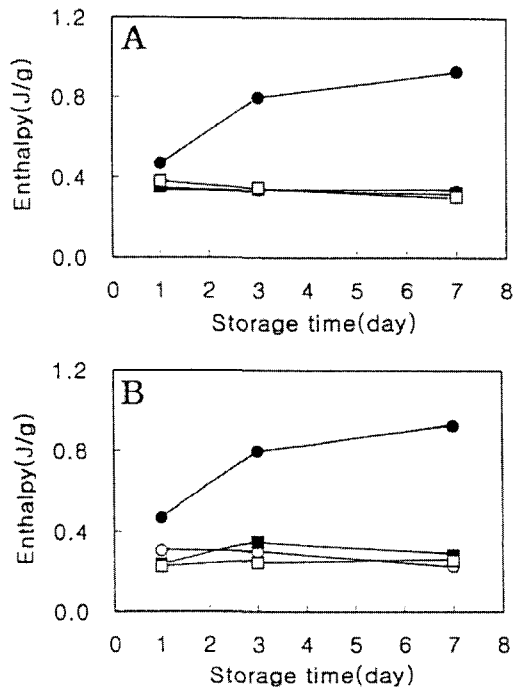 A
Enthalpy(J/g)
1.2
0.8
0.4
0.0
0 1 2 3 4 5 6 7 8
Storage time(day)
B
Enthalpy(J/g)
1.2
0.8
0.4
0.0
0 1 2 3 4 5 6 7 8
Storage time(day)